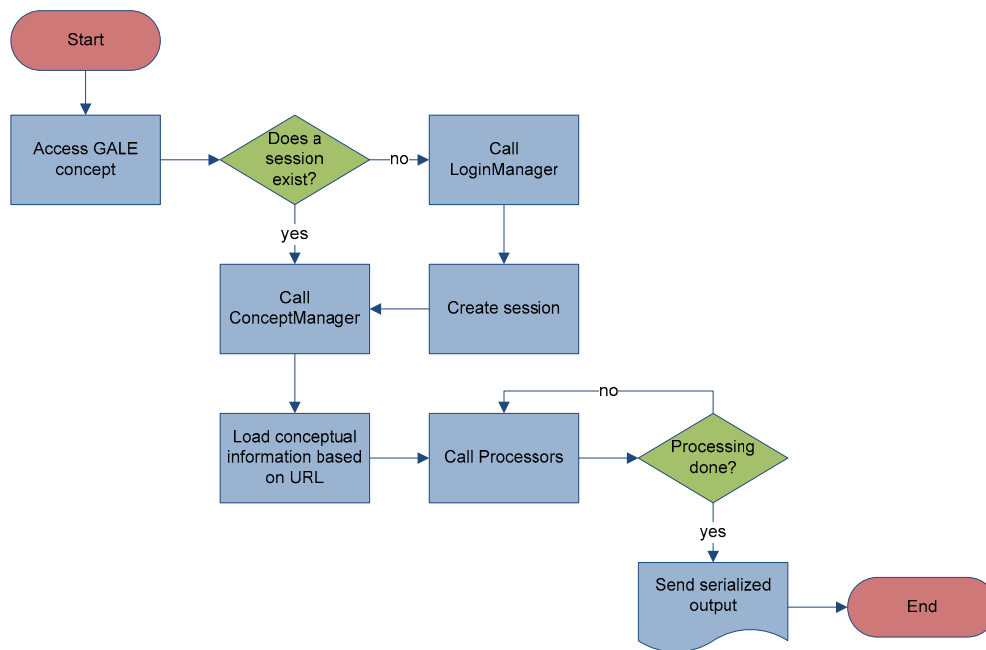 Start
Access GALE
concept
Does a
session
exist?
no
Call
LoginManager
yes
Call
ConceptManager
Create session
no
Load conceptual
information based
on URL
Call Processors
Processing
done?
yes
Send serialized
output
End